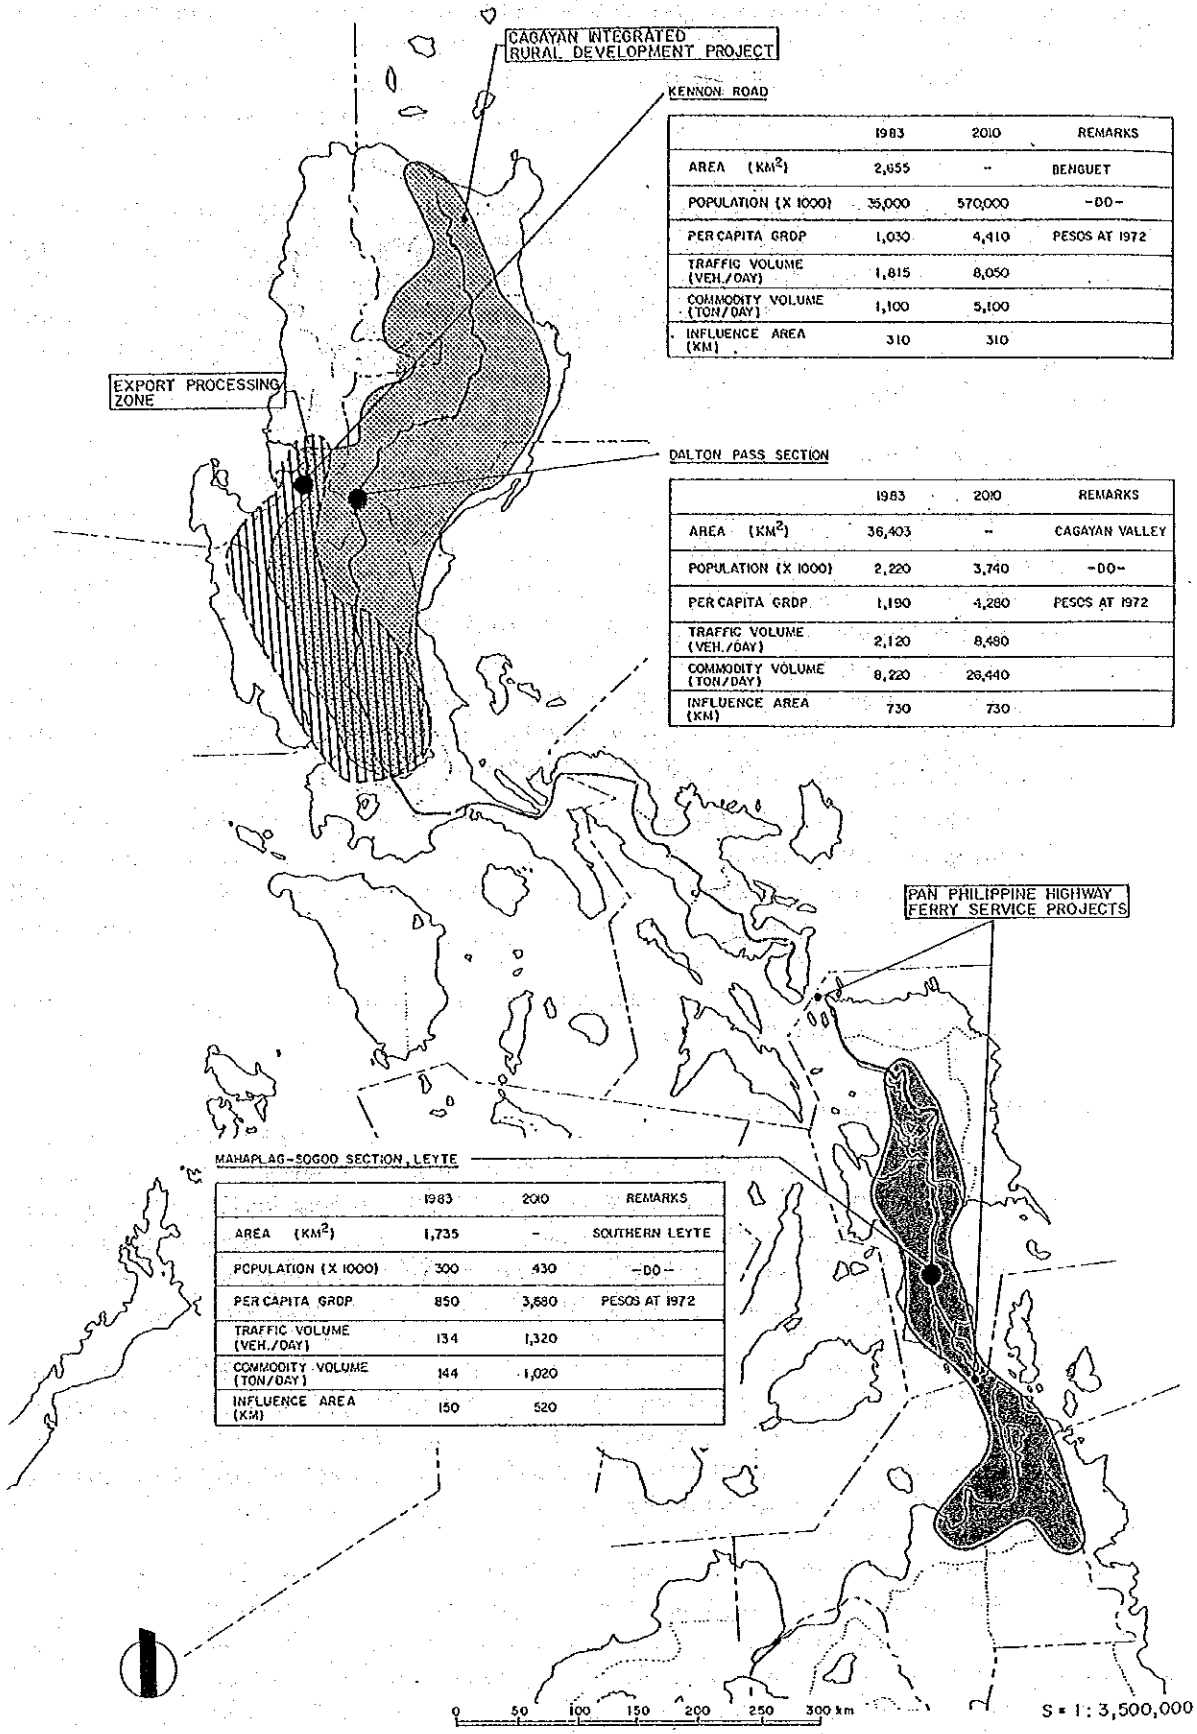 CAGAYAN INTEGRATED
RURAL DEVELOPMENT PROJECT
KENNON ROAD
1983 2010 REMARKS
AREA (KM²) 2,655 - BENGUET
POPULATION (X 1000) 35,000 570,000 -DO-
PER CAPITA GRDP 1,030 4,410 PESOS AT 1972
TRAFFIC VOLUME
(VEH./DAY) 1,815 8,050
COMMODITY VOLUME
(TON/DAY) 1,100 5,100
INFLUENCE AREA
(KM) 310 310
EXPORT PROCESSING
ZONE
DALTON PASS SECTION
1983 2010 REMARKS
AREA (KM²) 36,403 - CAGAYAN VALLEY
POPULATION (X 1000) 2,220 3,740 -DO-
PER CAPITA GRDP 1,190 4,280 PESOS AT 1972
TRAFFIC VOLUME
(VEH./DAY) 2,120 8,480
COMMODITY VOLUME
(TON/DAY) 8,220 26,440
INFLUENCE AREA
(KM) 730 730
PAN PHILIPPINE HIGHWAY
FERRY SERVICE PROJECTS
MAHAPLAG-SOGOD SECTION, LEYTE
1983 2010 REMARKS
AREA (KM²) 1,735 - SOUTHERN LEYTE
POPULATION (X 1000) 300 430 -DO-
PER CAPITA GRDP 850 3,680 PESOS AT 1972
TRAFFIC VOLUME
(VEH./DAY) 134 1,320
COMMODITY VOLUME
(TON/DAY) 144 1,020
INFLUENCE AREA
(KM) 150 520
0 50 100 150 200 250 300 km
S = 1 : 3,500,000